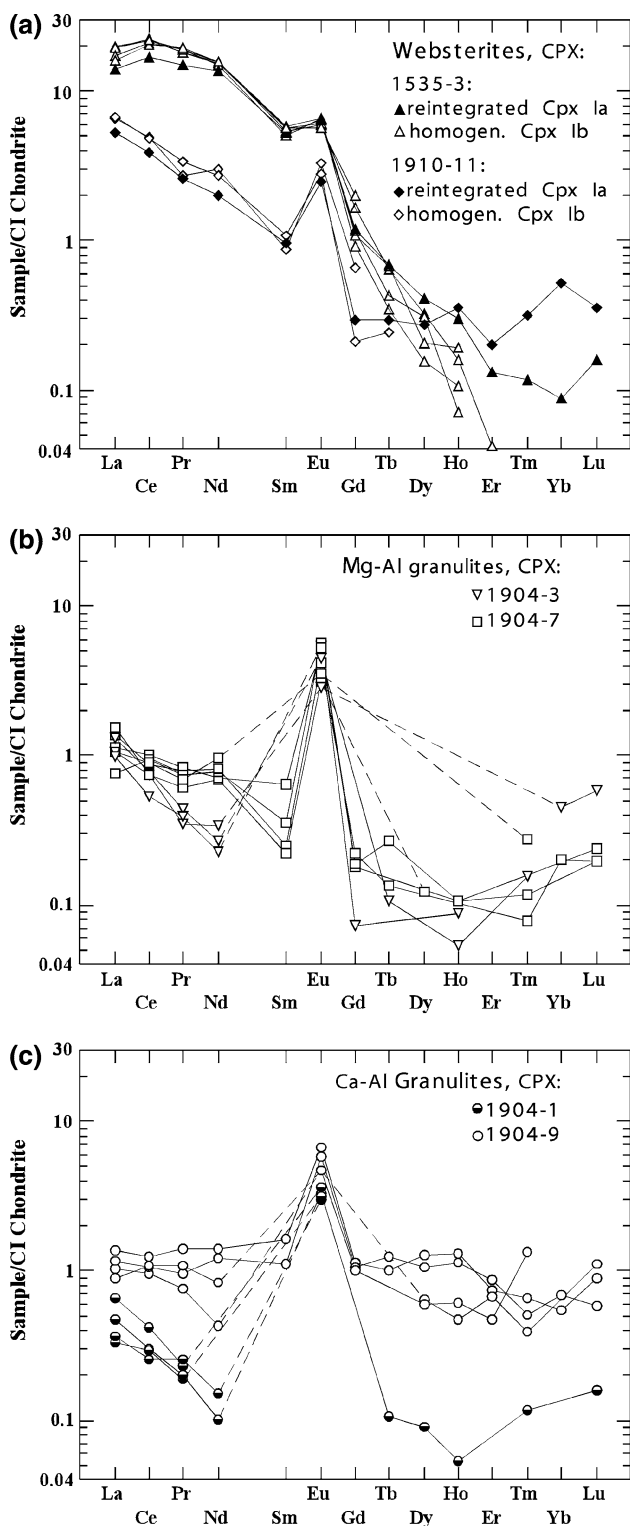 (a)
30
10
1
0.1
0.04
Sample/CI Chondrite
Websterites, CPX:
1535-3:
▲reintegrated Cpx Ia
△homogen. Cpx Ib
1910-11:
◆reintegrated Cpx Ia
◇homogen. Cpx Ib
La Pr Sm Eu Tb Ho Tm Lu
Ce Nd Gd Dy Er Yb
(b)
30
10
1
0.1
0.04
Sample/CI Chondrite
Mg-Al granulites, CPX:
▽1904-3
□1904-7
La Pr Eu Tb Ho Tm Lu
Ce Nd Sm Gd Dy Er Yb
(c)
30
10
1
0.1
0.04
Sample/CI Chondrite
Ca-Al Granulites, CPX:
1904-1
○1904-9
La Pr Eu Tb Ho Tm Lu
Ce Nd Sm Gd Dy Er Yb